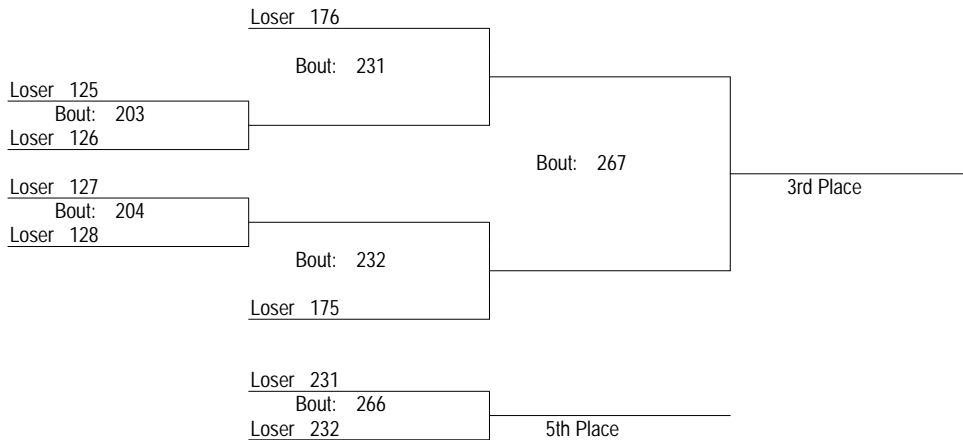 Loser 176
Bout: 231
Loser 125
Bout: 203
Loser 126
Bout: 267
3rd Place
Loser 127
Bout: 204
Loser 128
Bout: 232
Loser 175
Loser 231
Bout: 266
Loser 232
5th Place